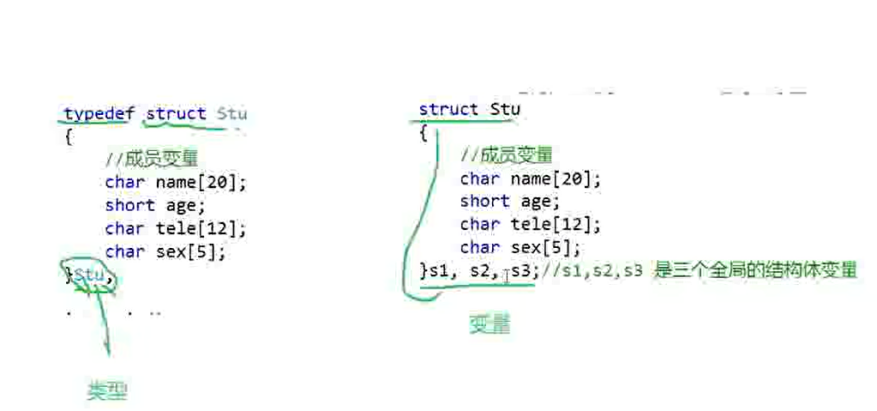 typedef struct Stu
{
//成员变量
char name[20];
short age;
char tele[12];
char sex[5];
}Stu;
类型
struct Stu
{
//成员变量
char name[20];
short age;
char tele[12];
char sex[5];
}s1, s2, s3;//s1,s2,s3 是三个全局的结构体变量
变量